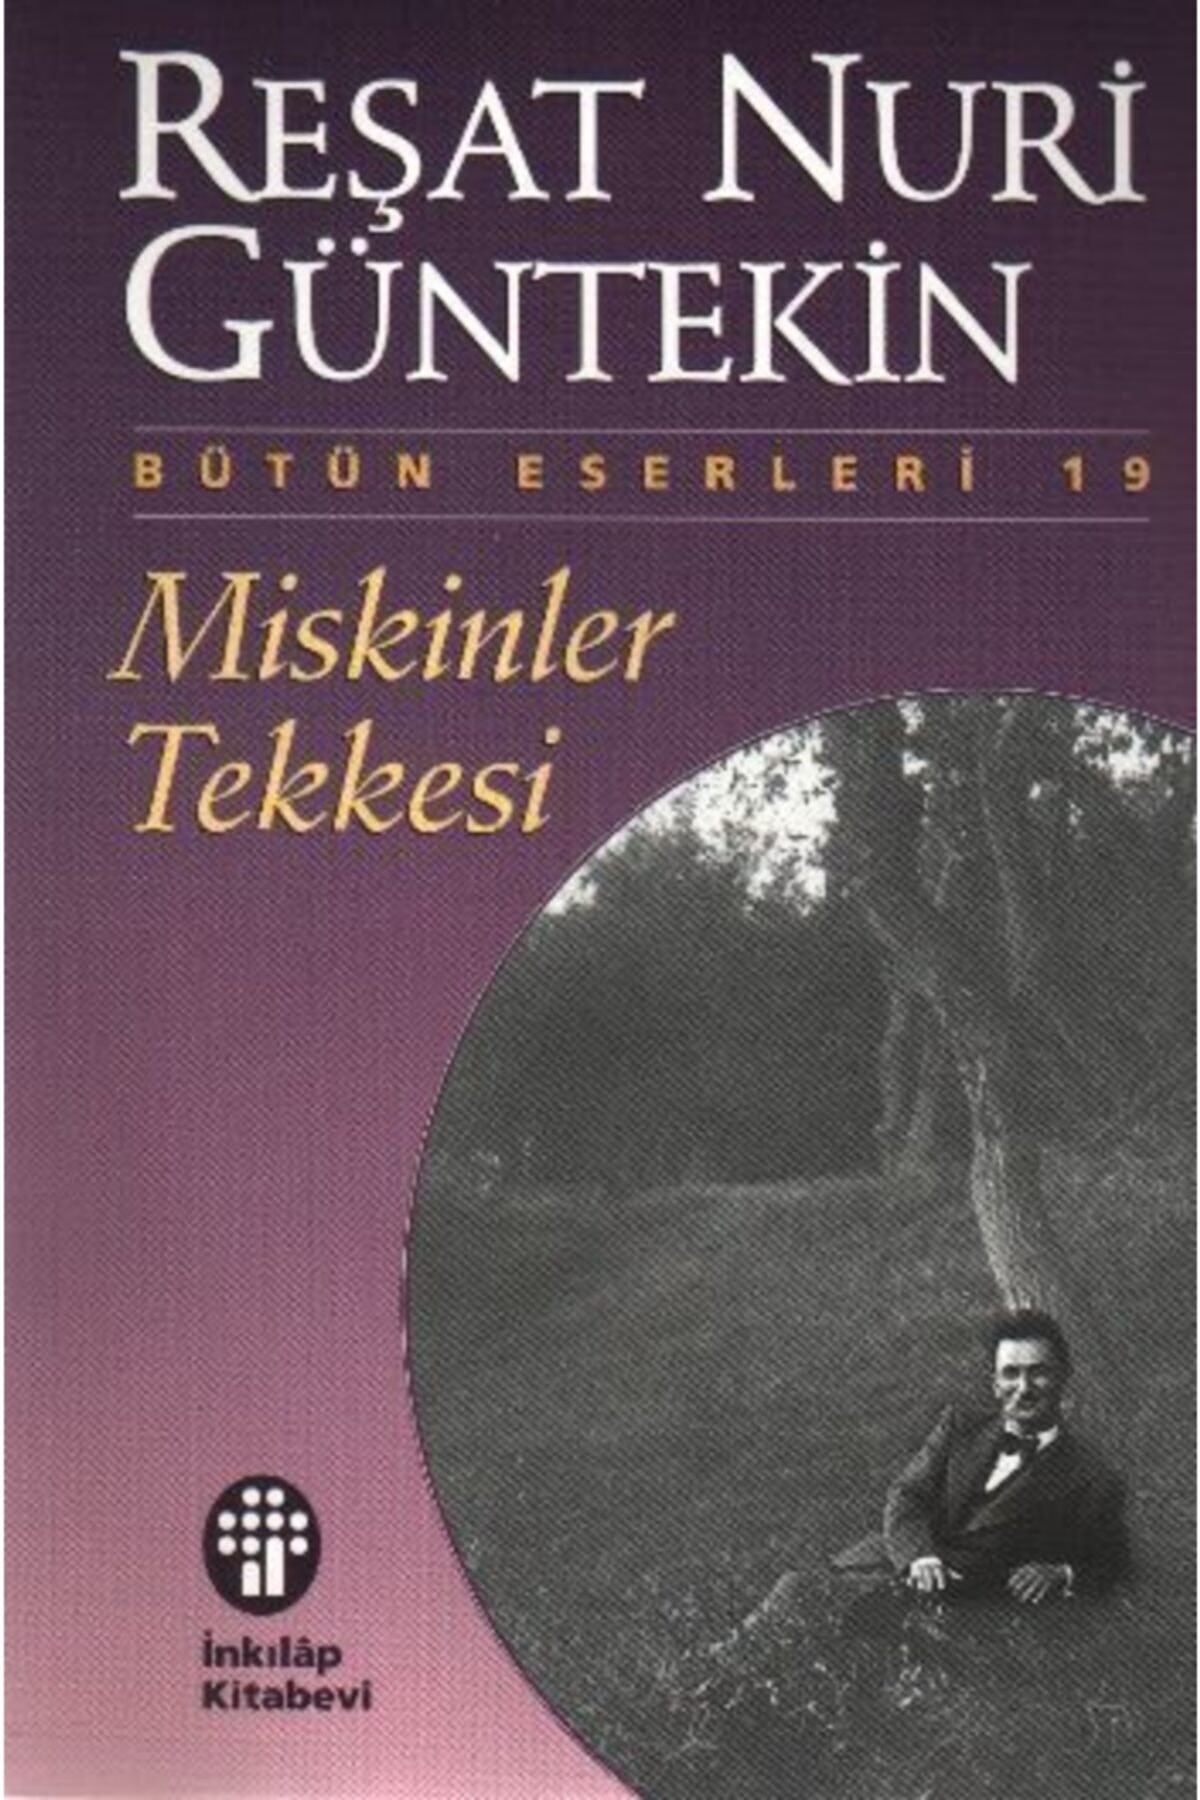 REŞAT NURİ
GÜNTEKİN
BÜTÜN ESERLERİ 19
Miskinler
Tekkesi
İnkılâp
Kitabevi